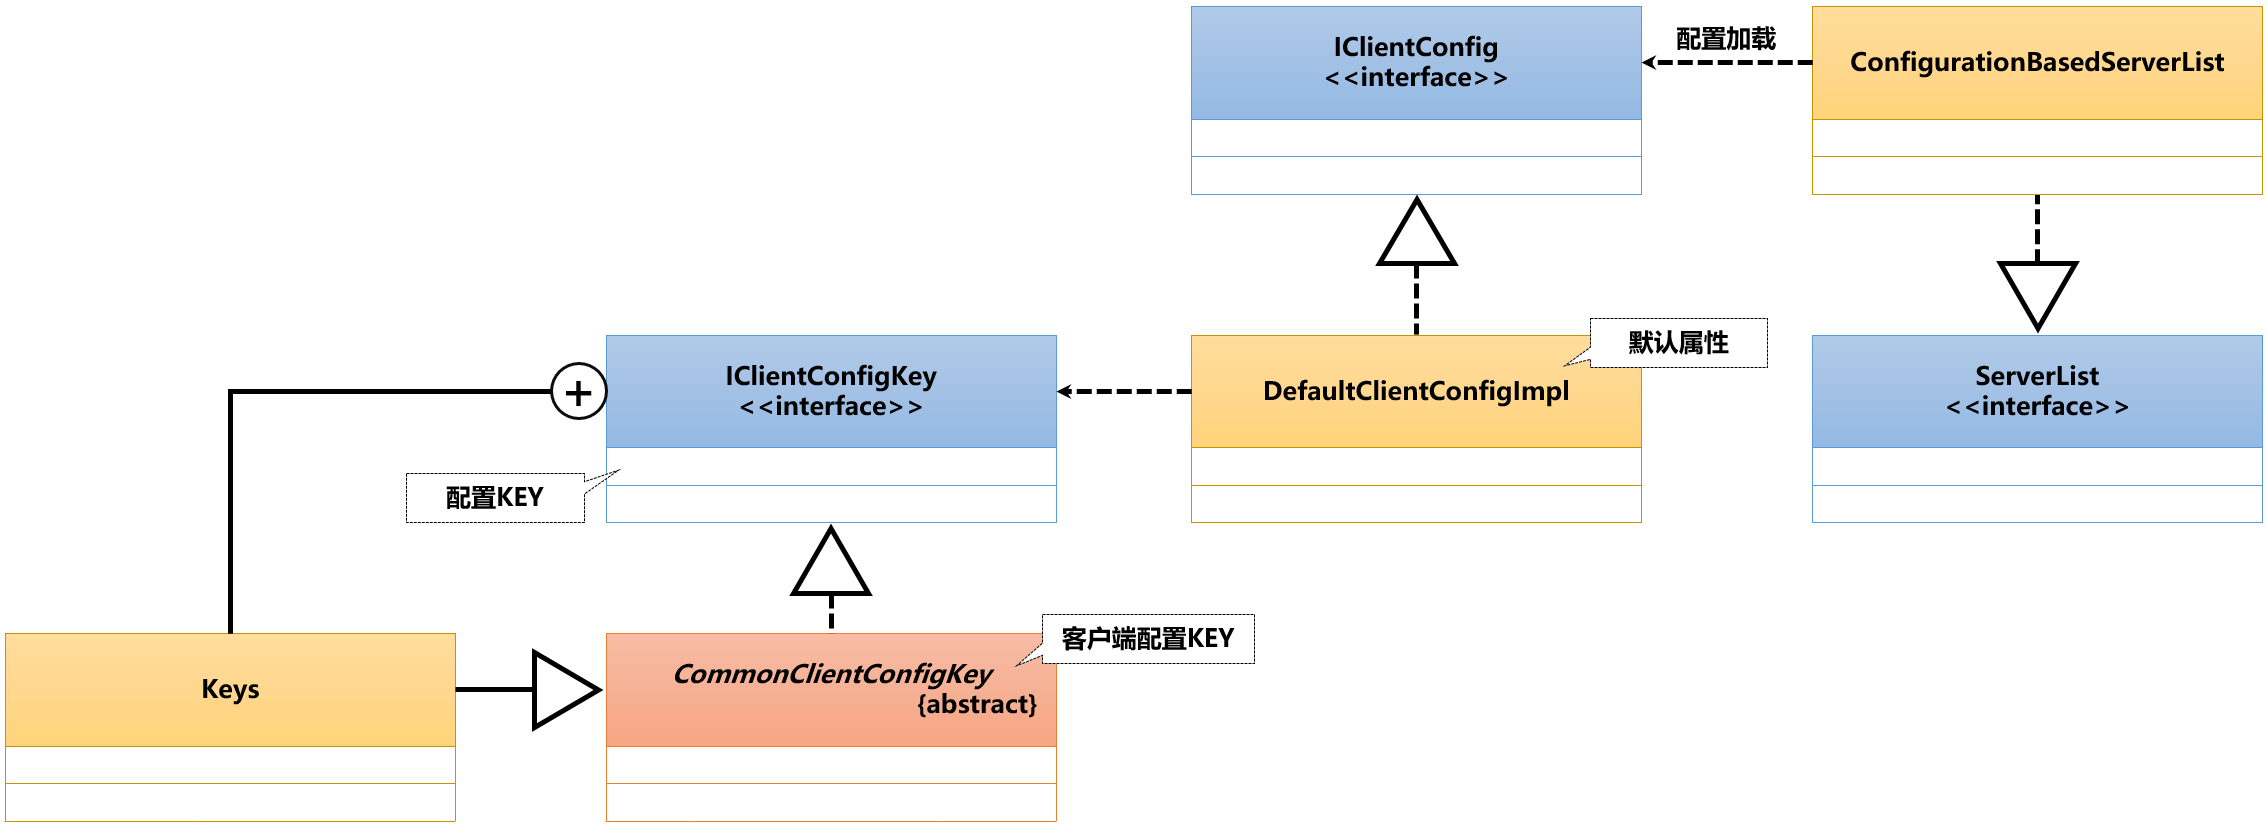 IClientConfig
<<interface>>
配置加载
ConfigurationBasedServerList
IClientConfigKey
<<interface>>
DefaultClientConfigImpl
默认属性
ServerList
<<interface>>
配置KEY
+
Keys
CommonClientConfigKey
{abstract}
客户端配置KEY